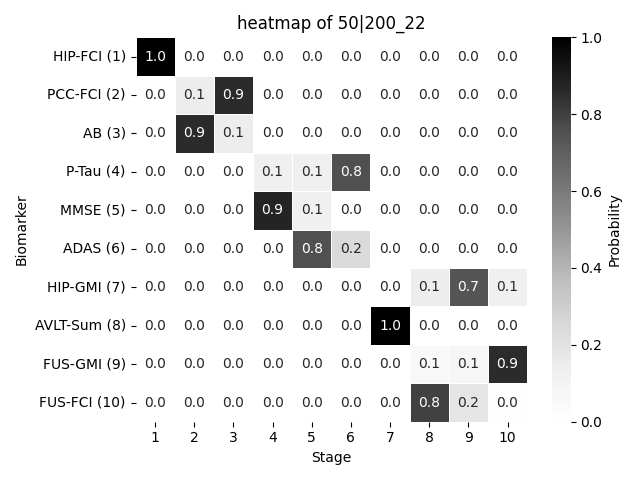 heatmap of 50|200_22
HIP-FCI (1) 1.0 0.0 0.0 0.0 0.0 0.0 0.0 0.0 0.0 0.0
PCC-FCI (2) 0.0 0.1 0.9 0.0 0.0 0.0 0.0 0.0 0.0 0.0
AB (3) 0.0 0.9 0.1 0.0 0.0 0.0 0.0 0.0 0.0 0.0
P-Tau (4) 0.0 0.0 0.0 0.1 0.1 0.8 0.0 0.0 0.0 0.0
MMSE (5) 0.0 0.0 0.0 0.9 0.1 0.0 0.0 0.0 0.0 0.0
ADAS (6) 0.0 0.0 0.0 0.0 0.8 0.2 0.0 0.0 0.0 0.0
HIP-GMI (7) 0.0 0.0 0.0 0.0 0.0 0.0 0.0 0.1 0.7 0.1
AVLT-Sum (8) 0.0 0.0 0.0 0.0 0.0 0.0 1.0 0.0 0.0 0.0
FUS-GMI (9) 0.0 0.0 0.0 0.0 0.0 0.0 0.0 0.1 0.1 0.9
FUS-FCI (10) 0.0 0.0 0.0 0.0 0.0 0.0 0.0 0.8 0.2 0.0
1 2 3 4 5 6 7 8 9 10
Stage
Biomarker
1.0
0.8
0.6
0.4
0.2
0.0
Probability